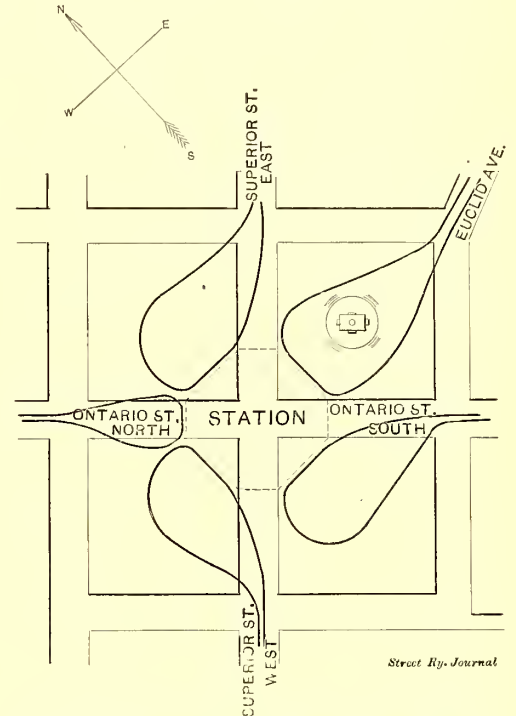 N
E
W
S
SUPERIOR ST.
EAST
EUCLID AVE.
ONTARIO ST.
NORTH
STATION
ONTARIO ST.
SOUTH
SUPERIOR ST.
WEST
Street Ry. Journal